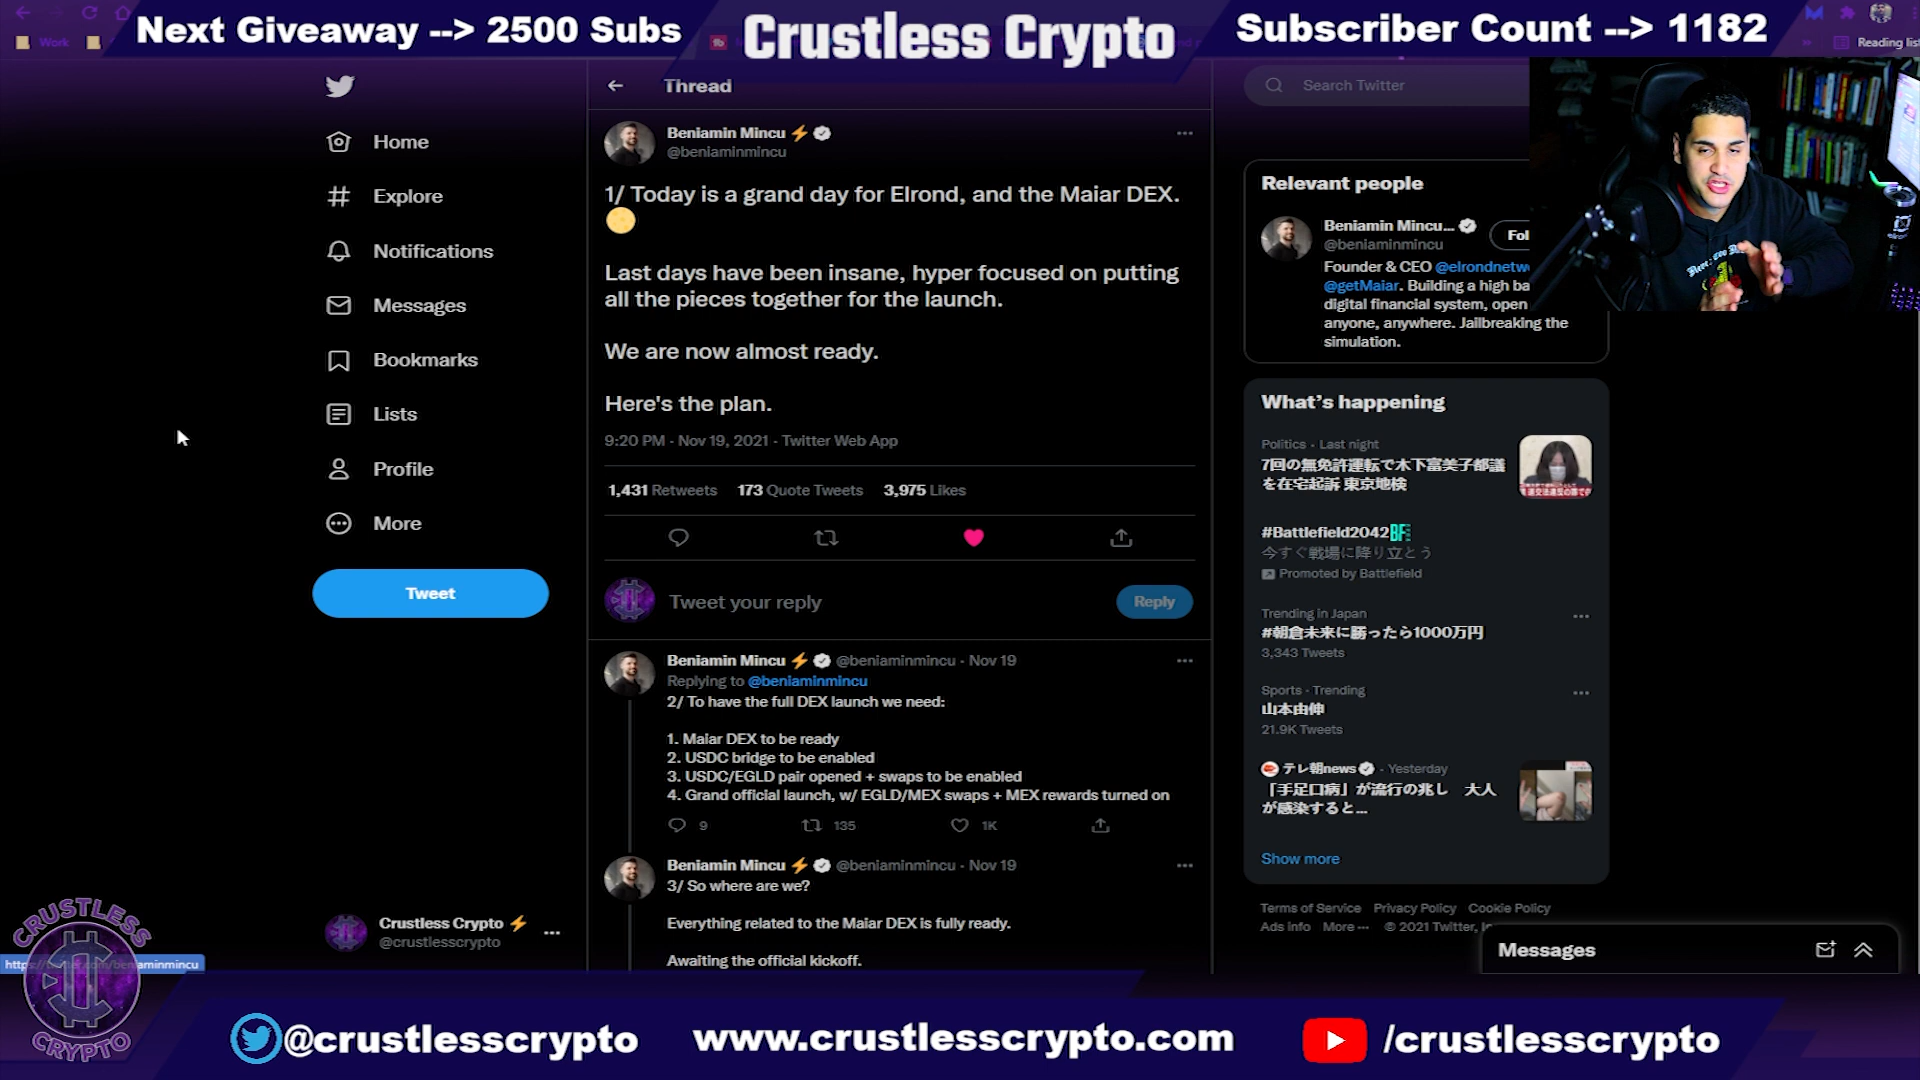 Next Giveaway --> 2500 Subs
Crustless Crypto
Subscriber Count --> 1182
Work
Reading list
Home
Explore
Notifications
Messages
Bookmarks
Lists
Profile
More
Tweet
Crustless Crypto ⚡
@crustlesscrypto
Thread
Beniamin Mincu ⚡
@beniaminmincu
1/ Today is a grand day for Elrond, and the Maiar DEX.
🌕
Last days have been insane, hyper focused on putting
all the pieces together for the launch.
We are now almost ready.
Here's the plan.
9:20 PM · Nov 19, 2021 · Twitter Web App
1,431 Retweets 173 Quote Tweets 3,975 Likes
Tweet your reply
Reply
Beniamin Mincu ⚡ @beniaminmincu · Nov 19
Replying to @beniaminmincu
2/ To have the full DEX launch we need:
1. Maiar DEX to be ready
2. USDC bridge to be enabled
3. USDC/EGLD pair opened + swaps to be enabled
4. Grand official launch, w/ EGLD/MEX swaps + MEX rewards turned on
9 135 1K
Beniamin Mincu ⚡ @beniaminmincu · Nov 19
3/ So where are we?
Everything related to the Maiar DEX is fully ready.
Awaiting the official kickoff.
Search Twitter
Relevant people
Beniamin Mincu...
@beniaminmincu
Fol
Founder & CEO @elrondnetw
@getMaiar. Building a high ba
digital financial system, open
anyone, anywhere. Jailbreaking the
simulation.
What's happening
Politics · Last night
7回の無免許運転で木下富美子都議
を在宅起訴 東京地検
#Battlefield2042
今すぐ戦場に降り立とう
Promoted by Battlefield
Trending in Japan
#朝倉未来に勝ったら1000万円
3,343 Tweets
Sports · Trending
山本由伸
21.9K Tweets
テレ朝news · Yesterday
「手足口病」が流行の兆し 大人
が感染すると...
Show more
Terms of Service Privacy Policy Cookie Policy
Ads info More ··· © 2021 Twitter, In
Messages
CRUSTLESS
CRYPTO
@crustlesscrypto
www.crustlesscrypto.com
/crustlesscrypto